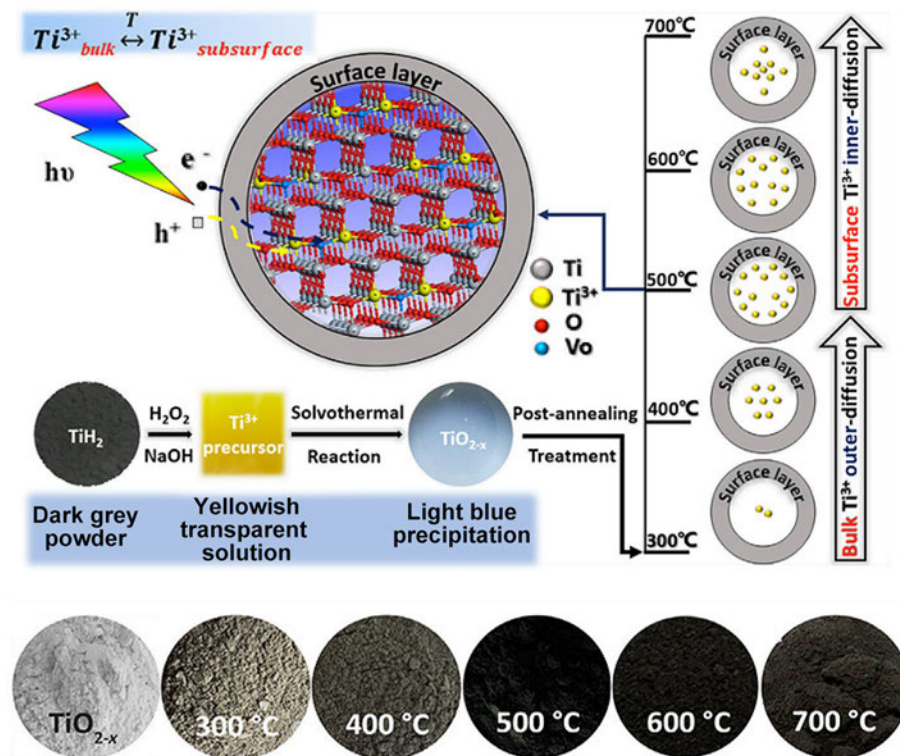 Ti³⁺bulk T↔ Ti³⁺subsurface
hυ
e⁻
h⁺
Surface layer
Ti
Ti³⁺
O
Vo
700℃
Surface layer
600℃
Surface layer
500℃
Surface layer
400℃
Surface layer
300℃
Surface layer
Subsurface Ti³⁺ inner-diffusion
Bulk Ti³⁺ outer-diffusion
TiH₂
H₂O₂
NaOH
Ti³⁺
precursor
Solvothermal
Reaction
TiO₂₋ₓ
Post-annealing
Treatment
Dark grey
powder
Yellowish
transparent
solution
Light blue
precipitation
TiO₂₋ₓ
300 °C
400 °C
500 °C
600 °C
700 °C